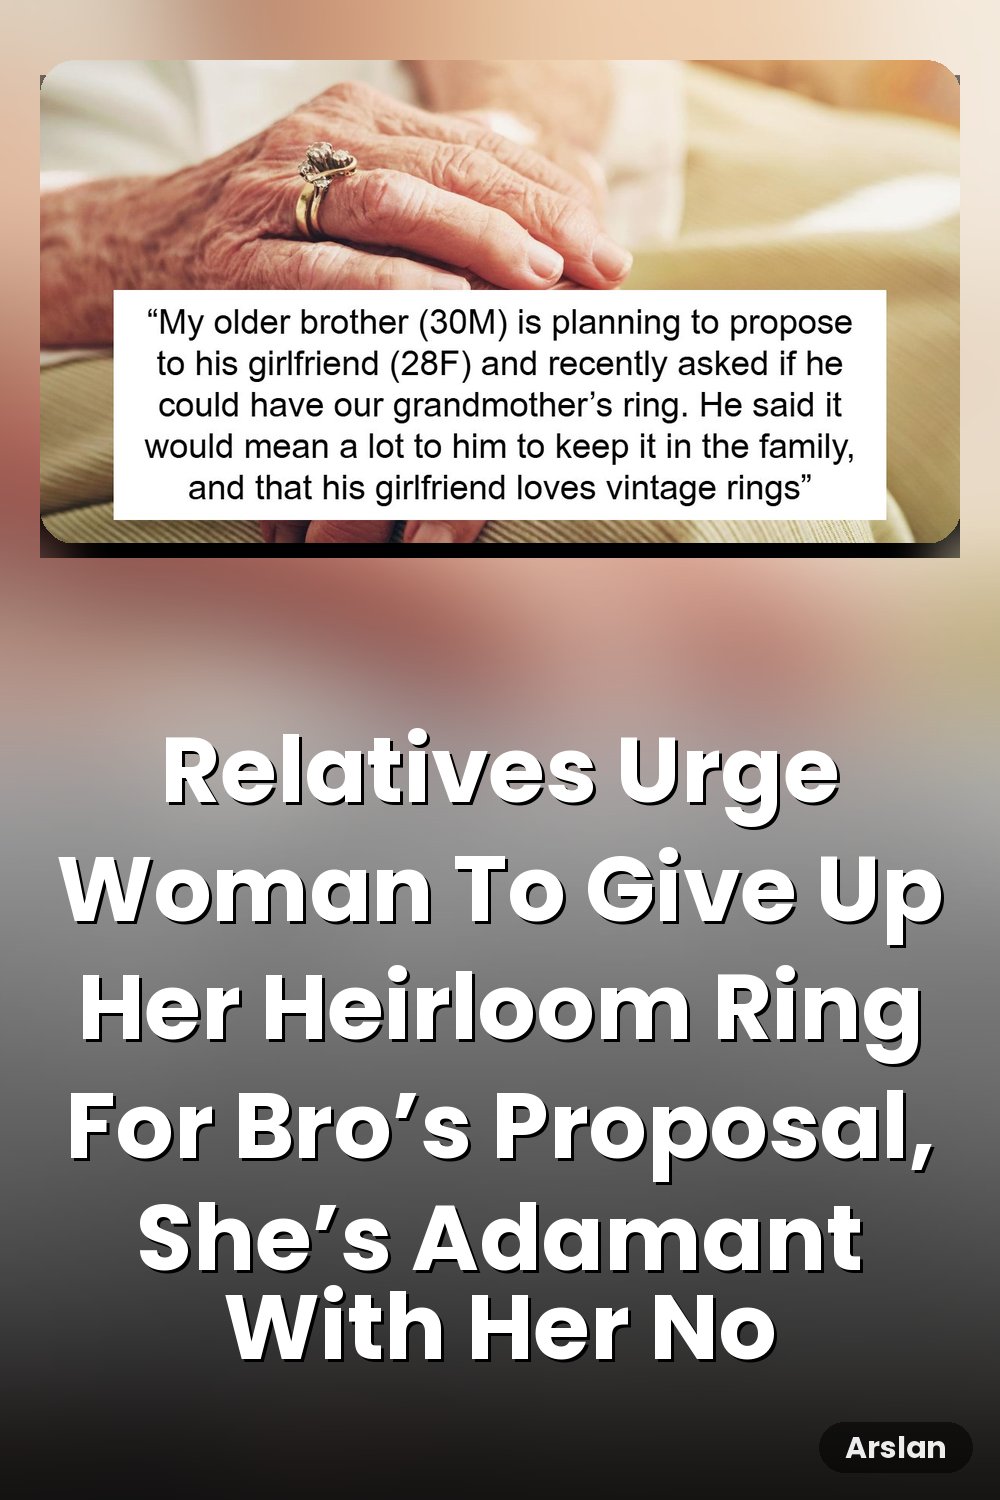 “My older brother (30M) is planning to propose
to his girlfriend (28F) and recently asked if he
could have our grandmother’s ring. He said it
would mean a lot to him to keep it in the family,
and that his girlfriend loves vintage rings”
Relatives Urge
Woman To Give Up
Her Heirloom Ring
For Bro’s Proposal,
She’s Adamant
With Her No
Arslan